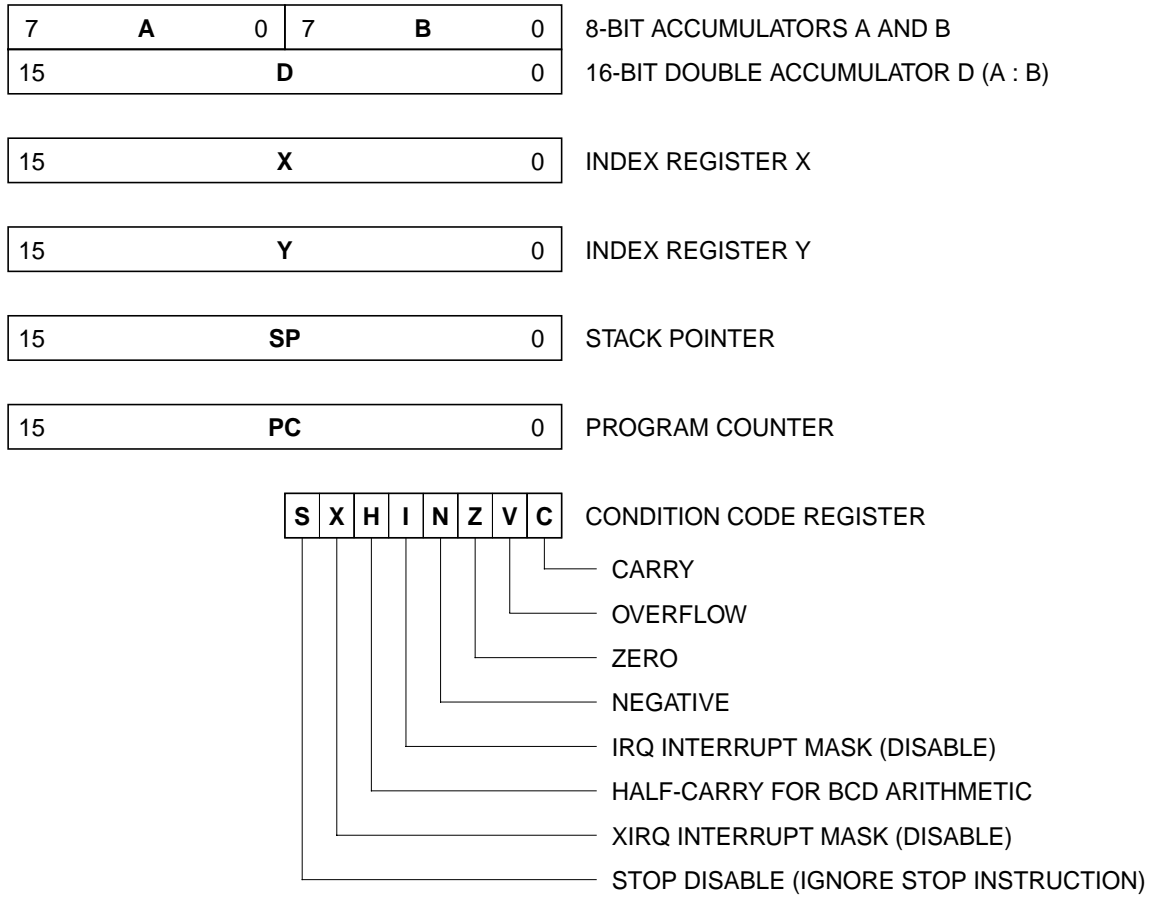 7 A 0 7 B 0 8-BIT ACCUMULATORS A AND B
15 D 0 16-BIT DOUBLE ACCUMULATOR D (A : B)
15 X 0 INDEX REGISTER X
15 Y 0 INDEX REGISTER Y
15 SP 0 STACK POINTER
15 PC 0 PROGRAM COUNTER
S X H I N Z V C CONDITION CODE REGISTER
CARRY
OVERFLOW
ZERO
NEGATIVE
IRQ INTERRUPT MASK (DISABLE)
HALF-CARRY FOR BCD ARITHMETIC
XIRQ INTERRUPT MASK (DISABLE)
STOP DISABLE (IGNORE STOP INSTRUCTION)